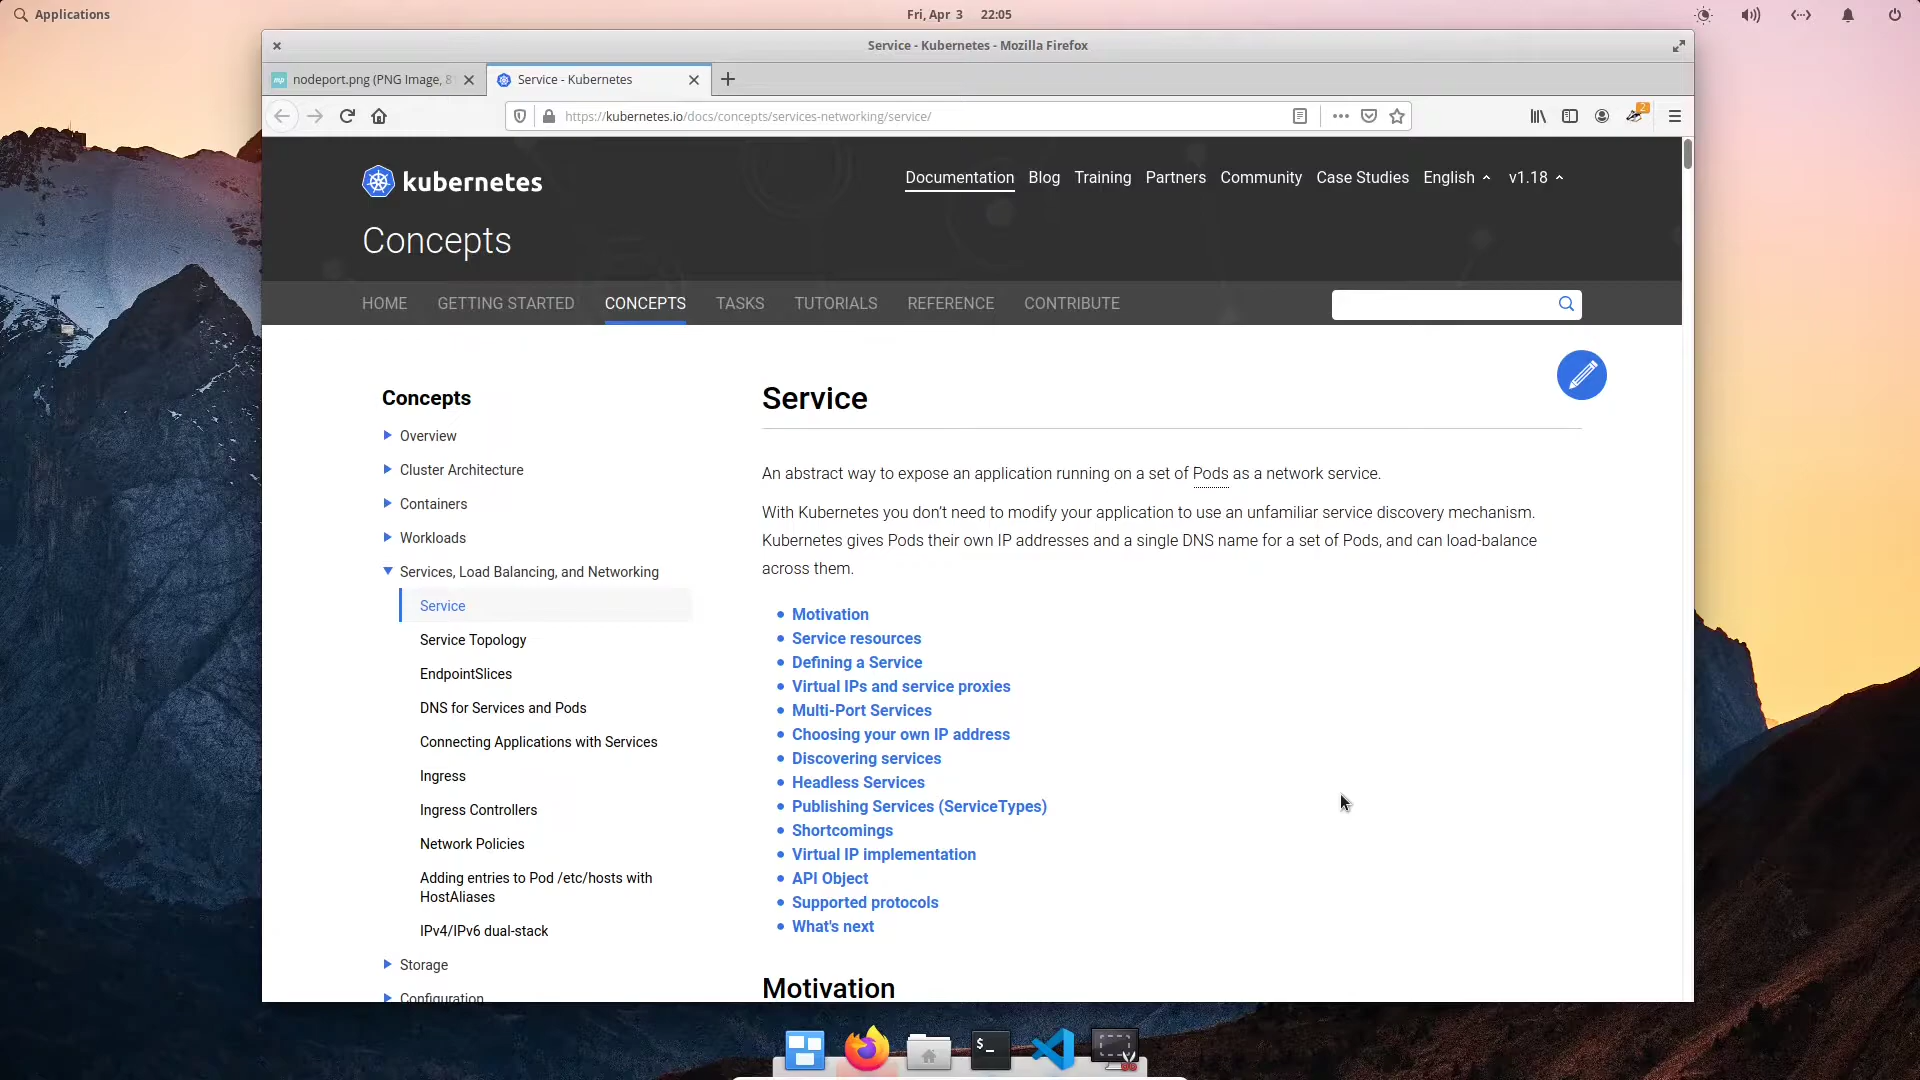 Applications
Fri, Apr 3 22:05
Service - Kubernetes - Mozilla Firefox
nodeport.png (PNG Image, 8
Service - Kubernetes
https://kubernetes.io/docs/concepts/services-networking/service/
2
kubernetes
Documentation Blog Training Partners Community Case Studies English v1.18
Concepts
HOME GETTING STARTED CONCEPTS TASKS TUTORIALS REFERENCE CONTRIBUTE
Concepts
Overview
Cluster Architecture
Containers
Workloads
Services, Load Balancing, and Networking
Service
Service Topology
EndpointSlices
DNS for Services and Pods
Connecting Applications with Services
Ingress
Ingress Controllers
Network Policies
Adding entries to Pod /etc/hosts with
HostAliases
IPv4/IPv6 dual-stack
Storage
Configuration
Service
An abstract way to expose an application running on a set of Pods as a network service.
With Kubernetes you don’t need to modify your application to use an unfamiliar service discovery mechanism.
Kubernetes gives Pods their own IP addresses and a single DNS name for a set of Pods, and can load-balance
across them.
Motivation
Service resources
Defining a Service
Virtual IPs and service proxies
Multi-Port Services
Choosing your own IP address
Discovering services
Headless Services
Publishing Services (ServiceTypes)
Shortcomings
Virtual IP implementation
API Object
Supported protocols
What's next
Motivation
$_